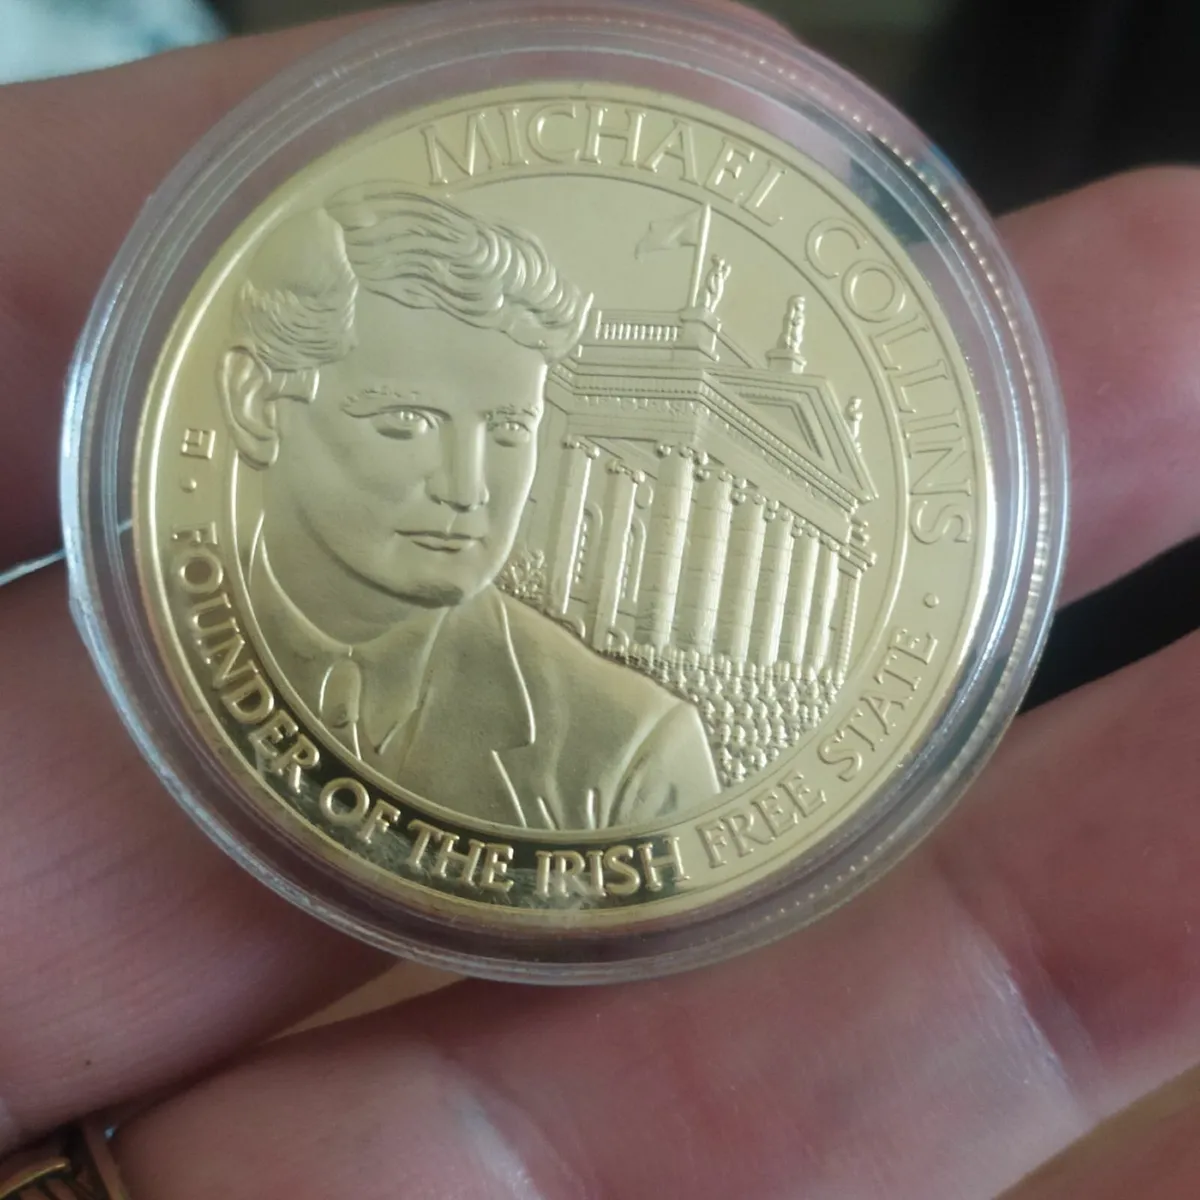 MICHAEL COLLINS
· FOUNDER OF THE IRISH FREE STATE ·